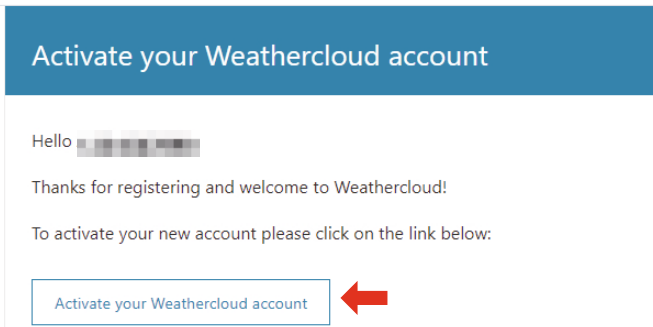 Activate your Weathercloud account
Hello
Thanks for registering and welcome to Weathercloud!
To activate your new account please click on the link below:
Activate your Weathercloud account